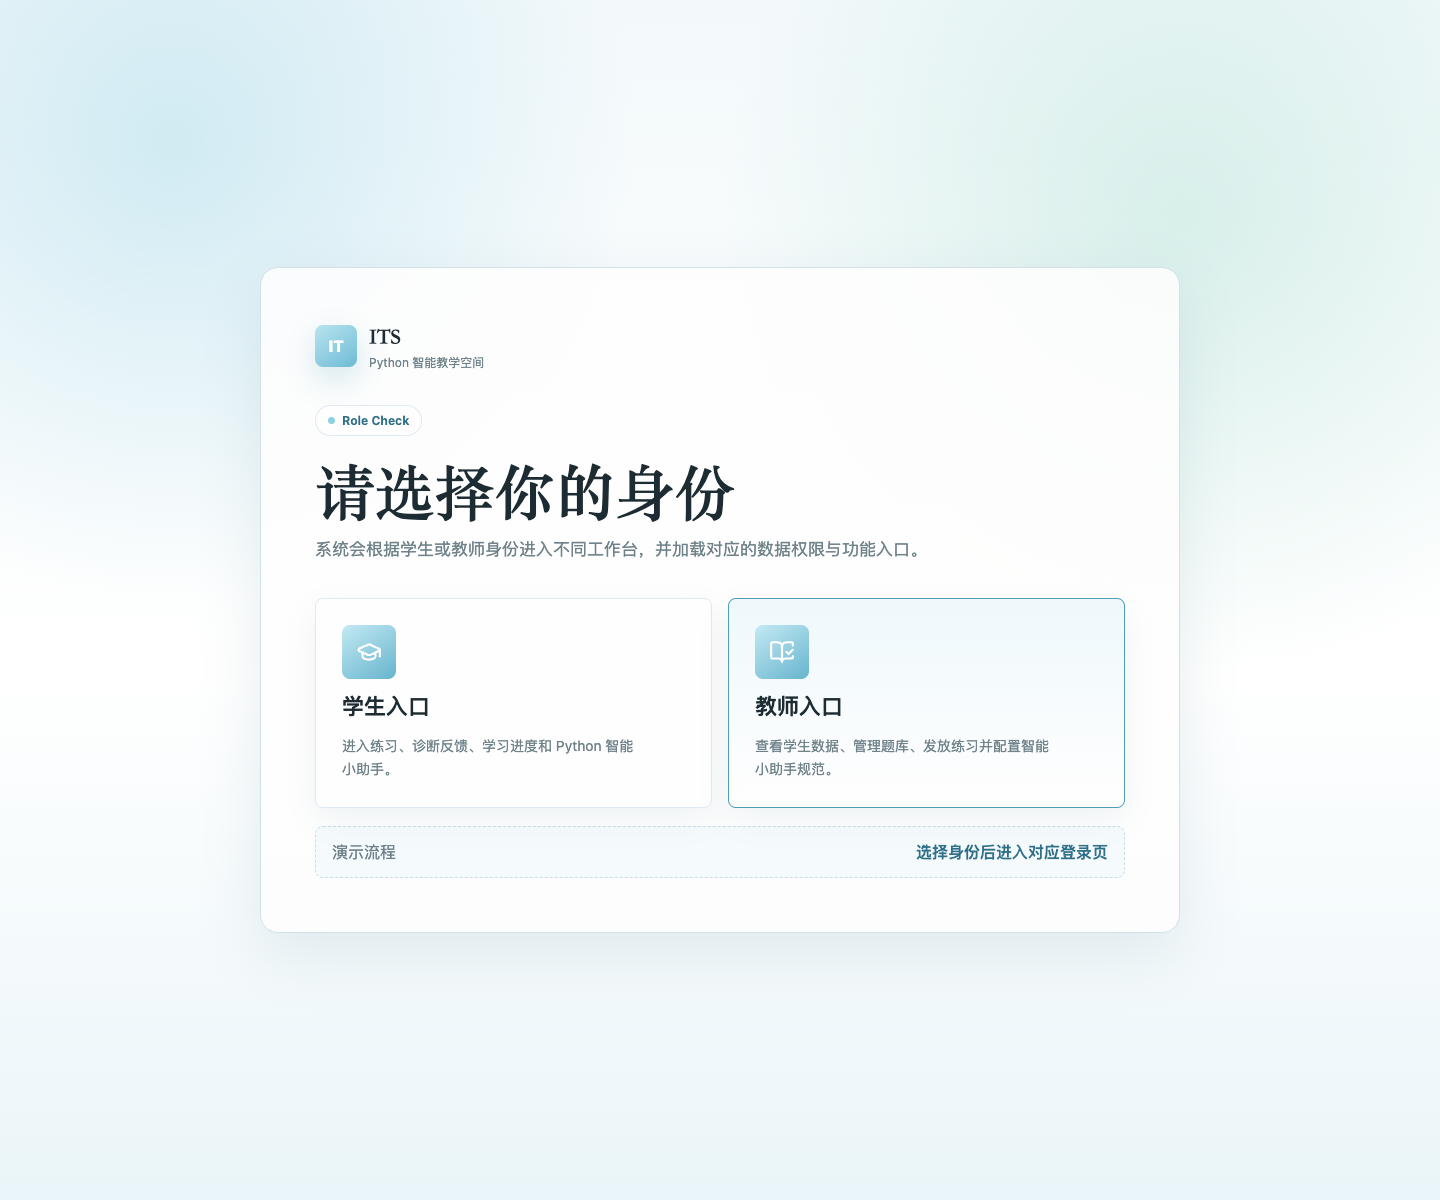 IT
ITS
Python 智能教学空间
Role Check
请选择你的身份
系统会根据学生或教师身份进入不同工作台，并加载对应的数据权限与功能入口。
学生入口
进入练习、诊断反馈、学习进度和 Python 智能
小助手。
教师入口
查看学生数据、管理题库、发放练习并配置智能
小助手规范。
演示流程
选择身份后进入对应登录页